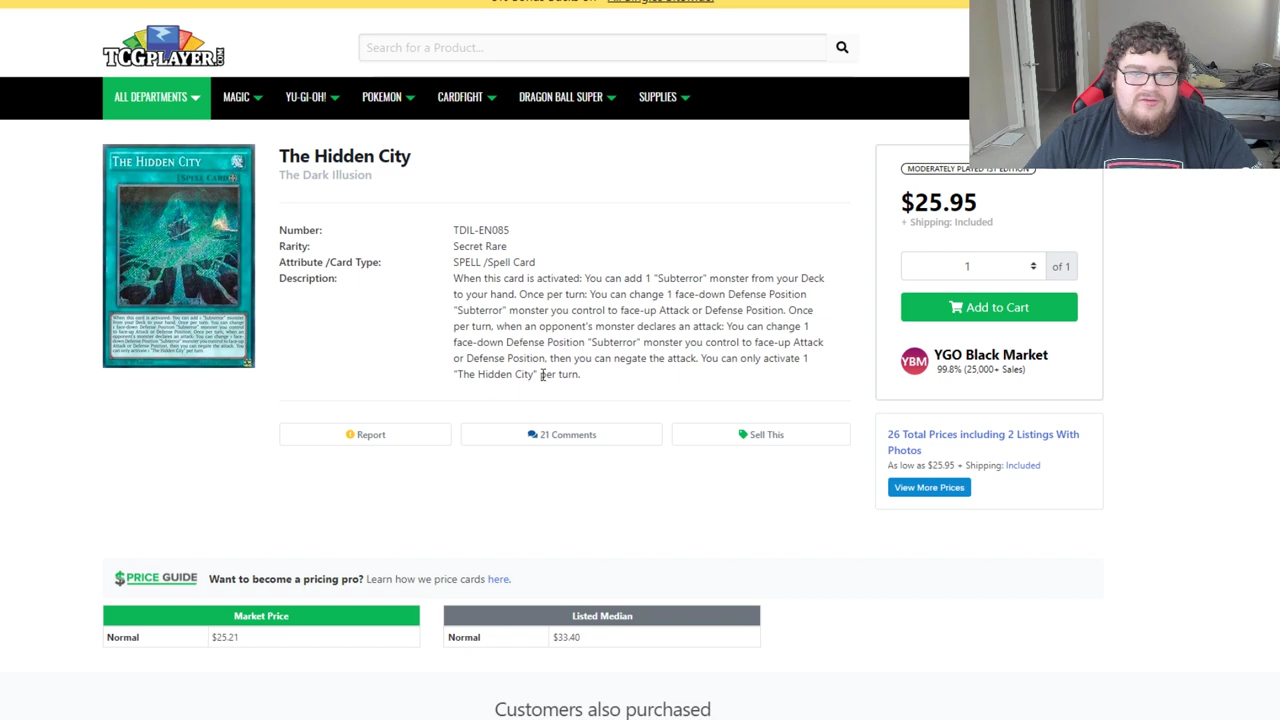 TCGPLAYER.COM
Search for a Product...
ALL DEPARTMENTS MAGIC YU-GI-OH! POKEMON CARDFIGHT DRAGON BALL SUPER SUPPLIES
THE HIDDEN CITY
[SPELL CARD]
The Hidden City
The Dark Illusion
Number: TDIL-EN085
Rarity: Secret Rare
Attribute /Card Type: SPELL /Spell Card
Description: When this card is activated: You can add 1 "Subterror" monster from your Deck
to your hand. Once per turn: You can change 1 face-down Defense Position
"Subterror" monster you control to face-up Attack or Defense Position. Once
per turn, when an opponent's monster declares an attack: You can change 1
face-down Defense Position "Subterror" monster you control to face-up Attack
or Defense Position, then you can negate the attack. You can only activate 1
"The Hidden City" per turn.
Report
21 Comments
Sell This
MODERATELY PLAYED 1ST EDITION
$25.95
+ Shipping: Included
1 of 1
Add to Cart
YBM
YGO Black Market
99.8% (25,000+ Sales)
26 Total Prices including 2 Listings With
Photos
As low as $25.95 + Shipping: Included
View More Prices
$ PRICE GUIDE Want to become a pricing pro? Learn how we price cards here.
Market Price
Normal $25.21
Listed Median
Normal $33.40
Customers also purchased